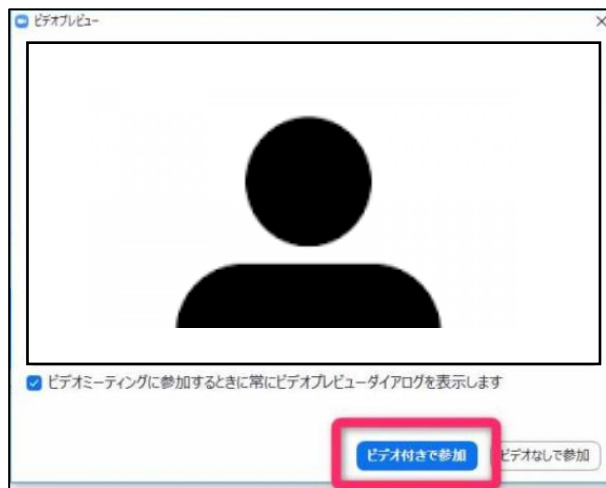 ビデオプレビュー
ビデオミーティングに参加するときに常にビデオプレビューダイアログを表示します
ビデオ付きで参加 ビデオなしで参加